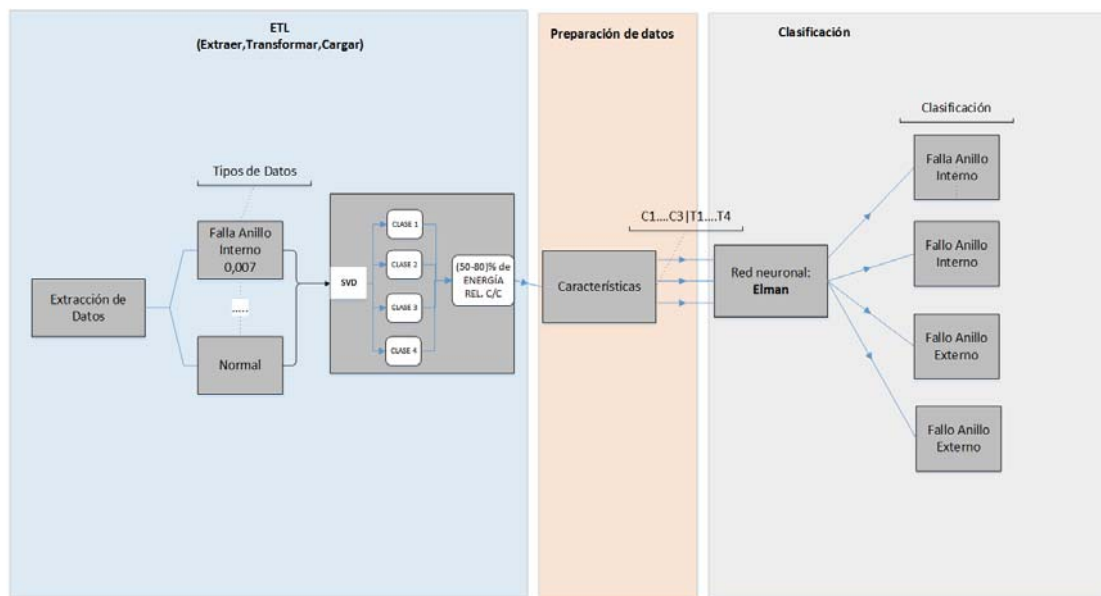 ETL
(Extraer,Transformar,Cargar)
Preparación de datos
Clasificación
Tipos de Datos
Extracción de
Datos
Falla Anillo
Interno
0,007
.....
Normal
SVD
CLASE 1
CLASE 2
CLASE 3
CLASE 4
(50-80)% de
ENERGÍA
REL. C/C
Características
C1....C3|T1....T4
Red neuronal:
Elman
Clasificación
Falla Anillo
Interno
Fallo Anillo
Interno
Fallo Anillo
Externo
Fallo Anillo
Externo